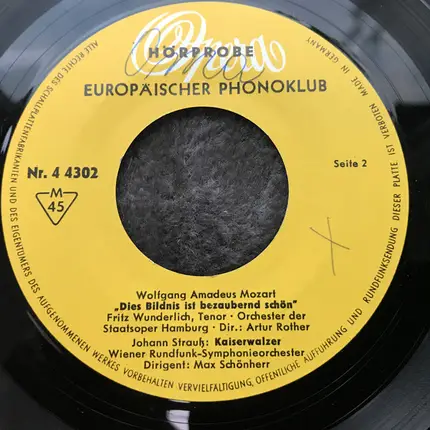 Opera
HÖRPROBE
EUROPÄISCHER PHONOKLUB
Nr. 4 4302
Seite 2
M
45
Wolfgang Amadeus Mozart
„Dies Bildnis ist bezaubernd schön"
Fritz Wunderlich, Tenor · Orchester der
Staatsoper Hamburg · Dir.: Artur Rother
Johann Strauß: Kaiserwalzer
Wiener Rundfunk-Symphonieorchester
Dirigent: Max Schönherr
ALLE RECHTE DES SCHALLPLATTENFABRIKANTEN UND DES EIGENTUMERS DES AUFGENOMMENEN WERKES VORBEHALTEN VERVIELFÄLTIGUNG, ÖFFENTLICHE AUFFÜHRUNG UND RUNDFUNKSENDUNG DIESER PLATTE IST VERBOTEN MADE IN GERMANY